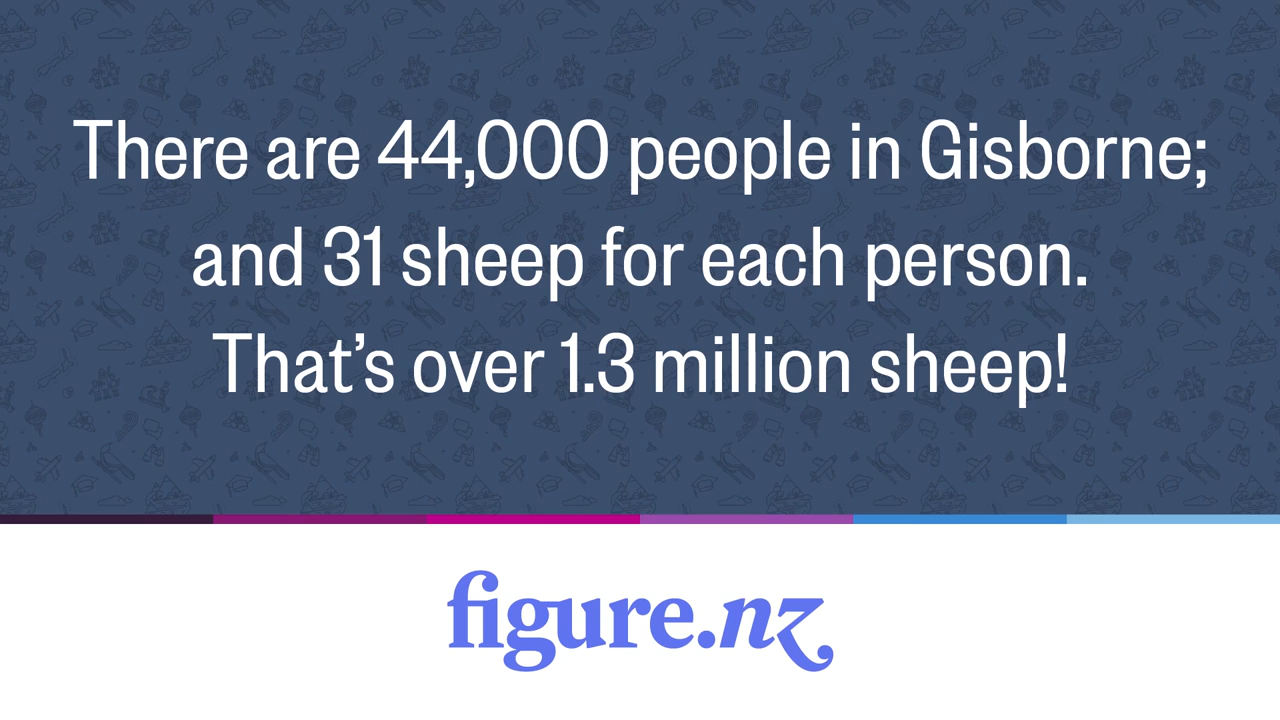 There are 44,000 people in Gisborne;
and 31 sheep for each person.
That’s over 1.3 million sheep!
figure.nz